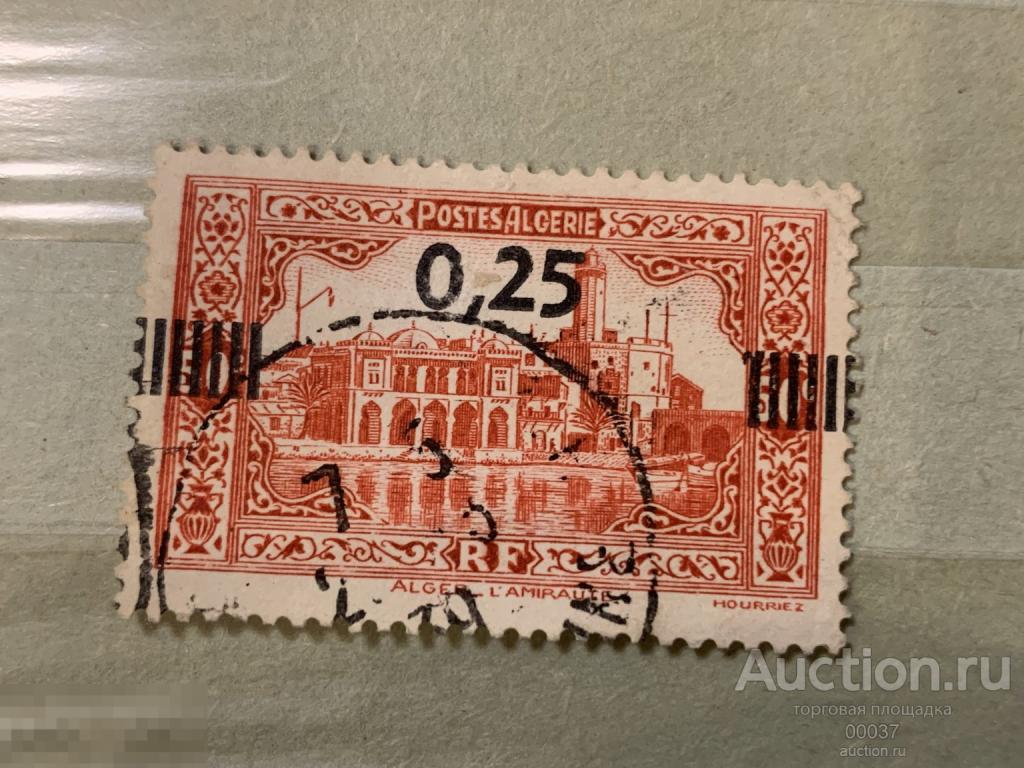 POSTES ALGERIE
0,25
RF
ALGER L'AMIRAUTE
HOURRIEZ
Auction.ru
торговая площадка
00037
auction.ru